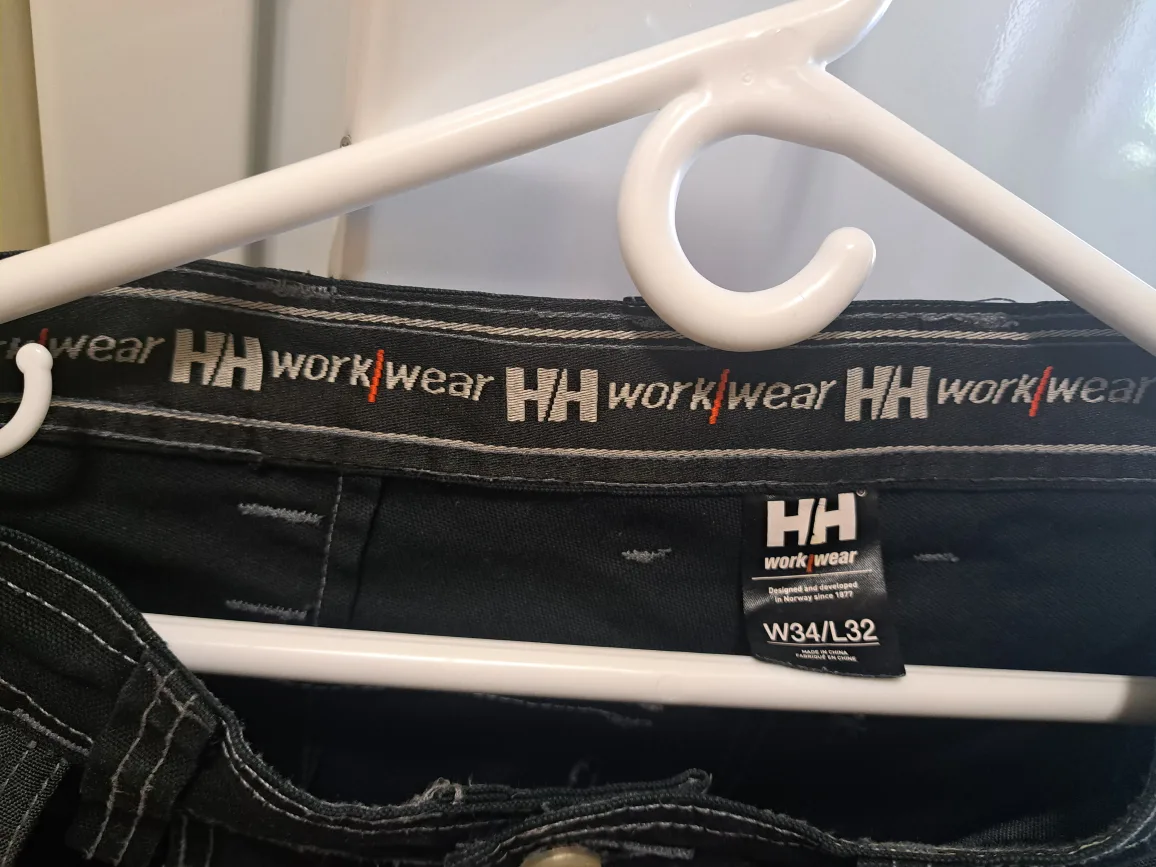 work/wear HH work/wear HH work/wear HH work/wear
HH®
work/wear
Designed and developed
in Norway since 1877
W34/L32
MADE IN CHINA
FABRIQUÉ EN CHINE